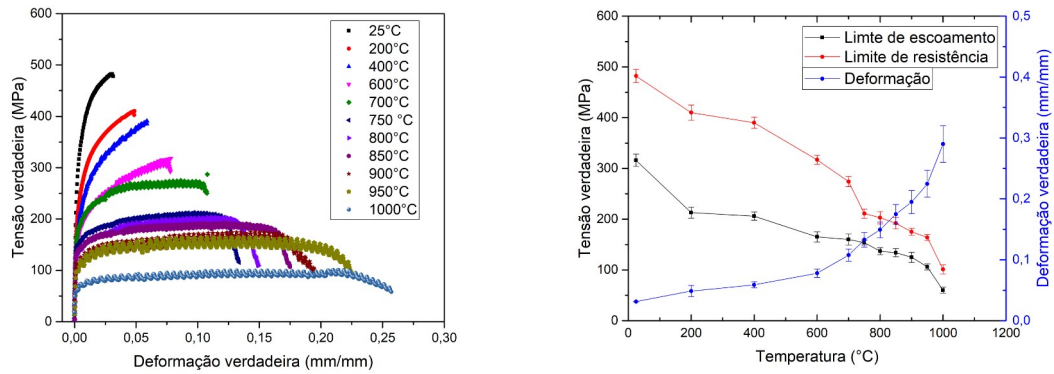 600
500
400
300
200
100
0
Tensão verdadeira (MPa)
25°C
200°C
400°C
600°C
700°C
750 °C
800°C
850°C
900°C
950°C
1000°C
0,00 0,05 0,10 0,15 0,20 0,25 0,30
Deformação verdadeira (mm/mm)
600
500
400
300
200
100
0
Tensão verdadeira (MPa)
Limte de escoamento
Limite de resistência
Deformação
0,5
0,4
0,3
0,2
0,1
0,0
Deformação verdadeira (mm/mm)
0 200 400 600 800 1000 1200
Temperatura (°C)